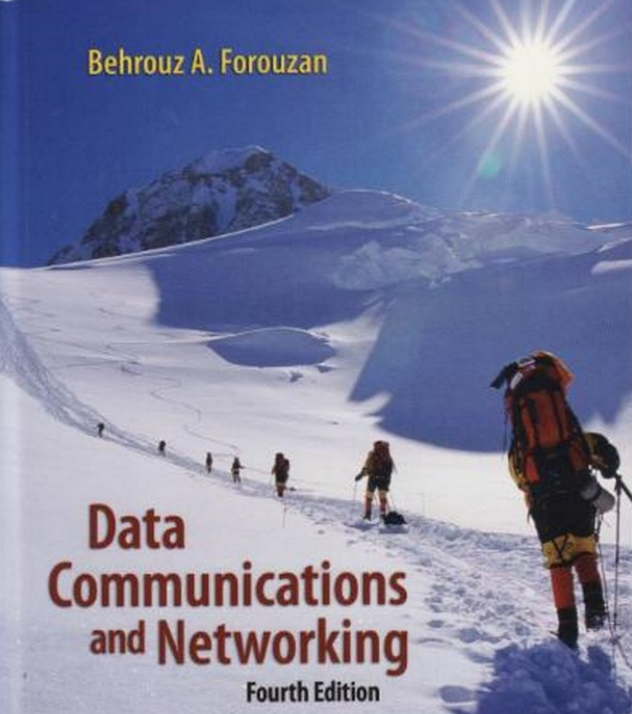 Behrouz A. Forouzan
Data
Communications
and Networking
Fourth Edition